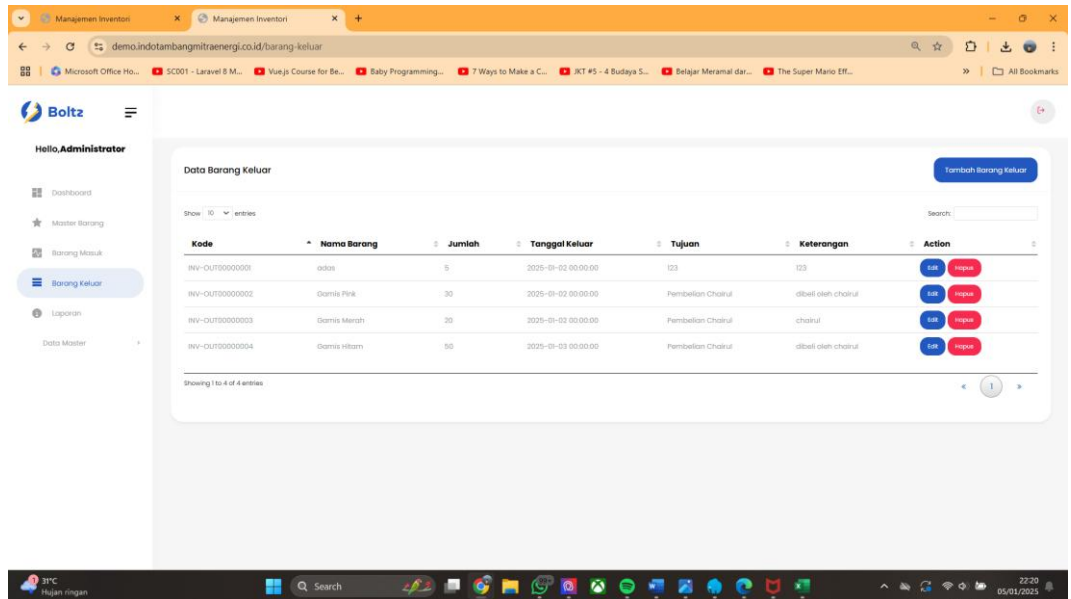 Manajemen Inventori
Manajemen Inventori
demo.indotambangmitraenergi.co.id/barang-keluar
Microsoft Office Ho...
SC001 - Laravel 8 M...
Vue.js Course for Be...
Baby Programming...
7 Ways to Make a C...
JKT #5 - 4 Budaya S...
Belajar Meramal dar...
The Super Mario Eff...
All Bookmarks
Boltz
Hello,Administrator
Dashboard
Master Barang
Barang Masuk
Barang Keluar
Laporan
Data Master
Data Barang Keluar
Tambah Barang Keluar
Show 10 entries
Search:
Kode Nama Barang Jumlah Tanggal Keluar Tujuan Keterangan Action
INV-OUT00000001 adas 5 2025-01-02 00:00:00 123 123 Edit Hapus
INV-OUT00000002 Gamis Pink 30 2025-01-02 00:00:00 Pembelian Chairul dibeli oleh chairul Edit Hapus
INV-OUT00000003 Gamis Merah 20 2025-01-02 00:00:00 Pembelian Chairul chairul Edit Hapus
INV-OUT00000004 Gamis Hitam 50 2025-01-03 00:00:00 Pembelian Chairul dibeli oleh chairul Edit Hapus
Showing 1 to 4 of 4 entries
« 1 »
1
31°C
Hujan ringan
Search
22:20
05/01/2025